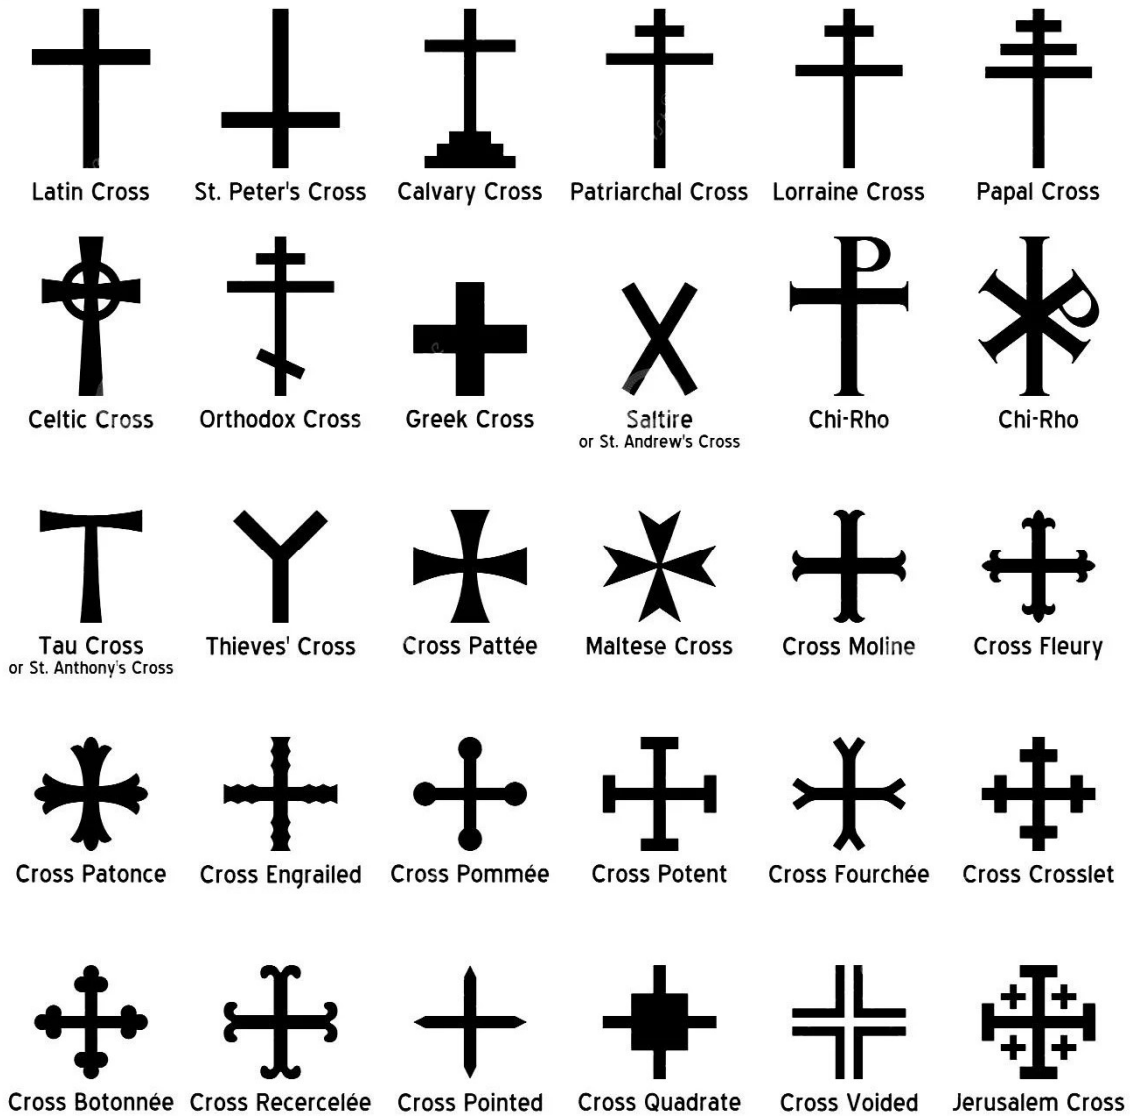 Latin Cross
St. Peter's Cross
Calvary Cross
Patriarchal Cross
Lorraine Cross
Papal Cross
Celtic Cross
Orthodox Cross
Greek Cross
Saltire
or St. Andrew's Cross
Chi-Rho
Chi-Rho
Tau Cross
or St. Anthony's Cross
Thieves' Cross
Cross Pattée
Maltese Cross
Cross Moline
Cross Fleury
Cross Patonce
Cross Engrailed
Cross Pommée
Cross Potent
Cross Fourchée
Cross Crosslet
Cross Botonnée
Cross Recercelée
Cross Pointed
Cross Quadrate
Cross Voided
Jerusalem Cross